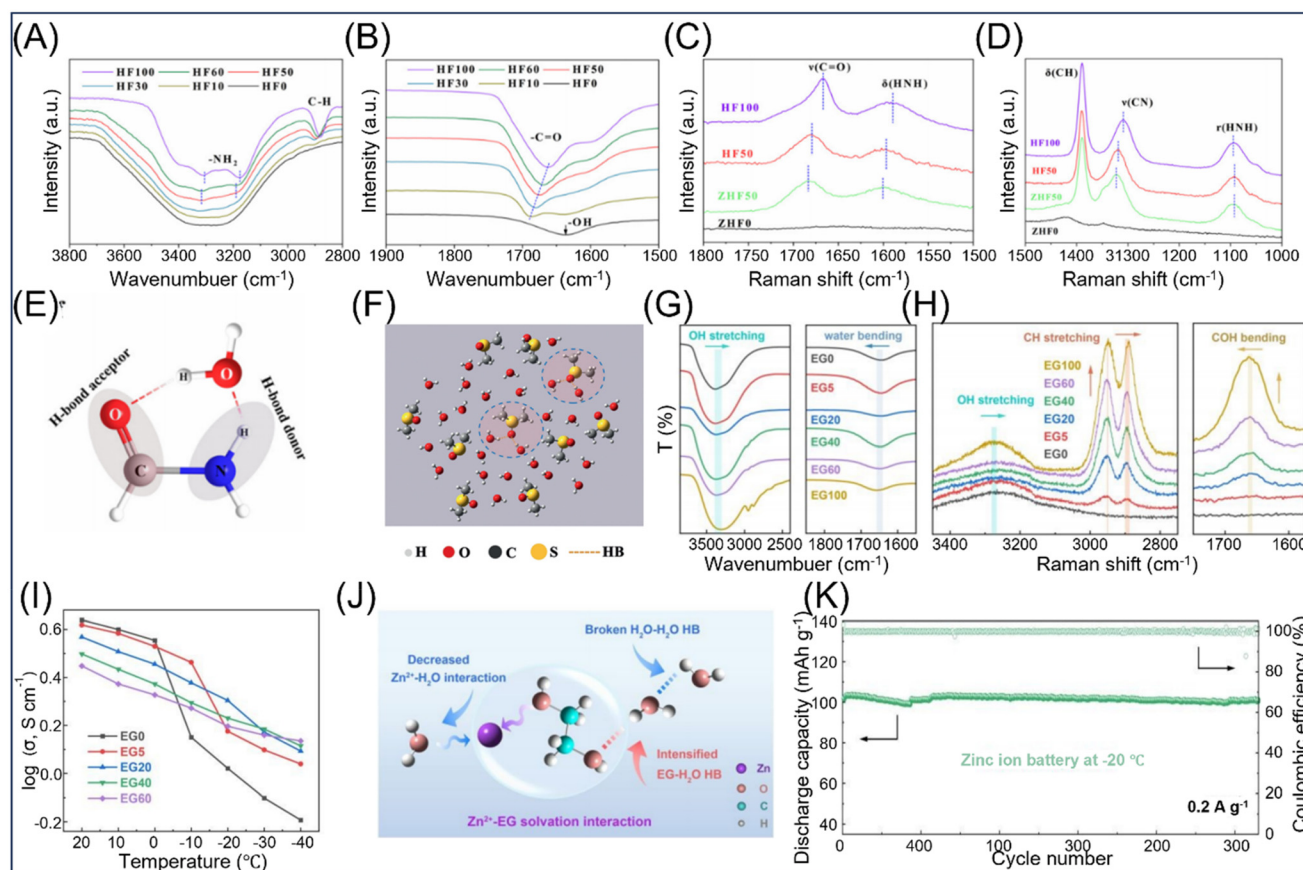 (A)
HF100 HF60 HF50
HF30 HF10 HF0
C-H
-NH2
Intensity (a.u.)
3800 3600 3400 3200 3000 2800
Wavenumbuer (cm-1)
(B)
HF100 HF60 HF50
HF30 HF10 HF0
-C=O
-OH
Intensity (a.u.)
1900 1800 1700 1600 1500
Wavenumbuer (cm-1)
(C)
ν(C=O)
δ(HNH)
HF100
HF50
ZHF50
ZHF0
Intensity (a.u.)
1800 1700 1600 1500 1500
Raman shift (cm-1)
(D)
δ(CH)
ν(CN)
r(HNH)
HF100
HF50
ZHF50
ZHF0
Intensity (a.u.)
1500 1400 31300 1200 1100 1000
Raman shift (cm-1)
(E)
H-bond acceptor
H-bond donor
H
O
O
H
C
N
(F)
H O C S HB
(G)
OH stretching
water bending
EG0
EG5
EG20
EG40
EG60
EG100
T (%)
3500 3000 2500
1650 1550
Wavenumbuer (cm-1)
(H)
CH stretching
COH bending
OH stretching
EG100
EG60
EG40
EG20
EG5
EG0
Intensity (a.u.)
3400 3200 2950 2800
1750 1600
Raman shift (cm-1)
(I)
EG0
EG5
EG20
EG40
EG60
log (σ, S cm-1)
0.6
0.4
0.2
0.0
-0.2
20 10 0 -10 -20 -30 -40
Temperature (℃)
(J)
Broken H2O-H2O HB
Decreased
Zn2+-H2O interaction
Intensified
EG-H2O HB
Zn2+-EG solvation interaction
Zn
O
C
H
(K)
Discharge capacity (mAh g-1)
140
120
100
80
60
40
Zinc ion battery at -20 ℃
0.2 A g-1
Coulombic efficiency (%)
100
80
60
40
20
0
0 400 100 300 200 300
Cycle number